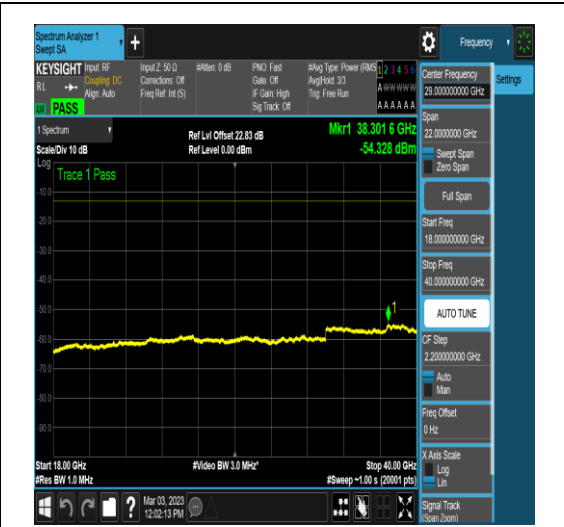 Spectrum Analyzer 1
Swept SA
Frequency
KEYSIGHT
RL
PASS
Input: RF
Coupling: DC
Align: Auto
Input Z: 50 Ω
Corrections: Off
Freq Ref: Int (S)
#Atten: 0 dB
PNO: Fast
Gate: Off
IF Gain: High
Sig Track: Off
#Avg Type: Power (RMS
Avg|Hold: 3/3
Trig: Free Run
1 2 3 4 5 6
A W W W W W
A A A A A A
1 Spectrum
Scale/Div 10 dB
Ref Lvl Offset 22.83 dB
Ref Level 0.00 dBm
Mkr1 38.301 6 GHz
-54.328 dBm
Log
Trace 1 Pass
-10.0
-20.0
-30.0
-40.0
-50.0
-60.0
-70.0
-80.0
-90.0
1
Start 18.00 GHz
#Res BW 1.0 MHz
#Video BW 3.0 MHz*
Stop 40.00 GHz
#Sweep ~1.00 s (20001 pts)
Mar 03, 2023
12:02:13 PM
Center Frequency
29.000000000 GHz
Settings
Span
22.0000000 GHz
Swept Span
Zero Span
Full Span
Start Freq
18.000000000 GHz
Stop Freq
40.000000000 GHz
AUTO TUNE
CF Step
2.200000000 GHz
Auto
Man
Freq Offset
0 Hz
X Axis Scale
Log
Lin
Signal Track
(Span Zoom)